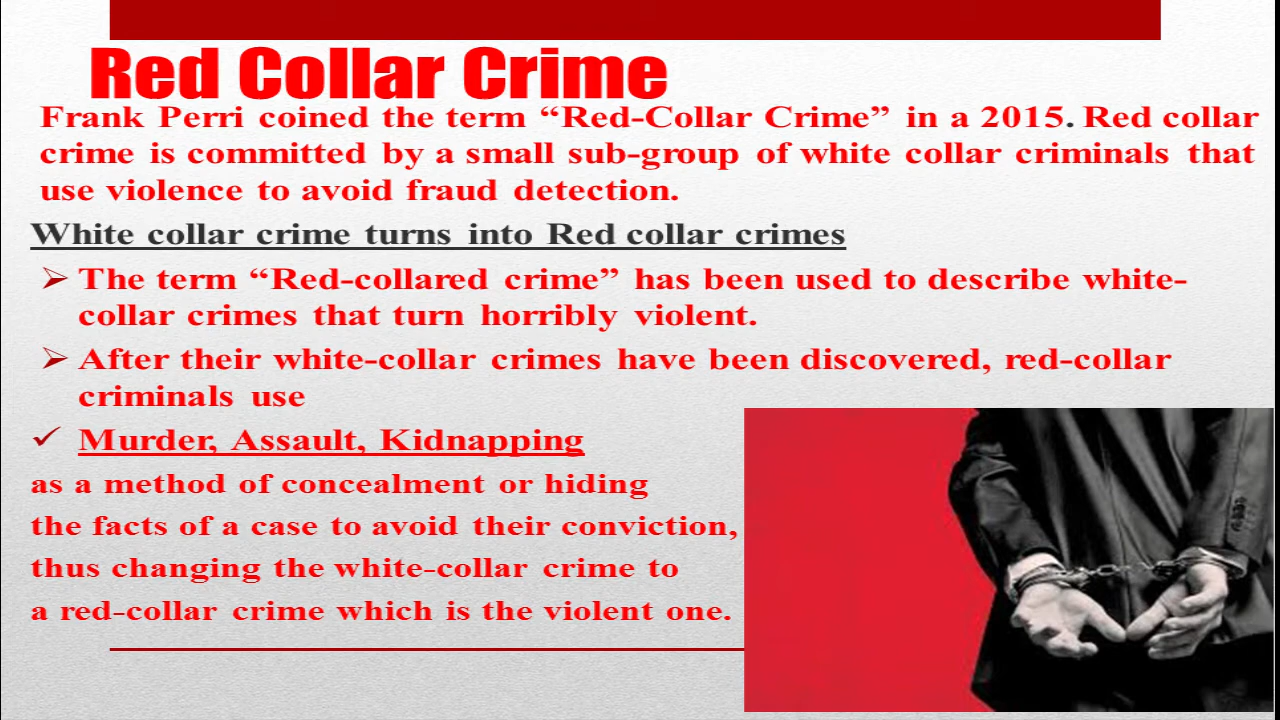 Red Collar Crime
Frank Perri coined the term “Red-Collar Crime” in a 2015. Red collar
crime is committed by a small sub-group of white collar criminals that
use violence to avoid fraud detection.
White collar crime turns into Red collar crimes
➢ The term “Red-collared crime” has been used to describe white-
collar crimes that turn horribly violent.
➢ After their white-collar crimes have been discovered, red-collar
criminals use
✓ Murder, Assault, Kidnapping
as a method of concealment or hiding
the facts of a case to avoid their conviction,
thus changing the white-collar crime to
a red-collar crime which is the violent one.